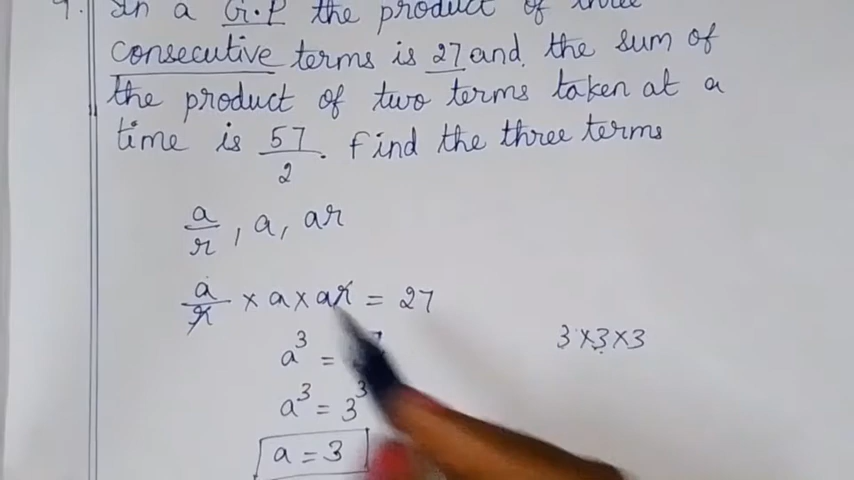 In a G.P the product of three
consecutive terms is 27 and the sum of
the product of two terms taken at a
time is 57/2. Find the three terms
a/r, a, ar
a/r × a × ar = 27
3×3×3
a³ =
a³ = 3³
a = 3